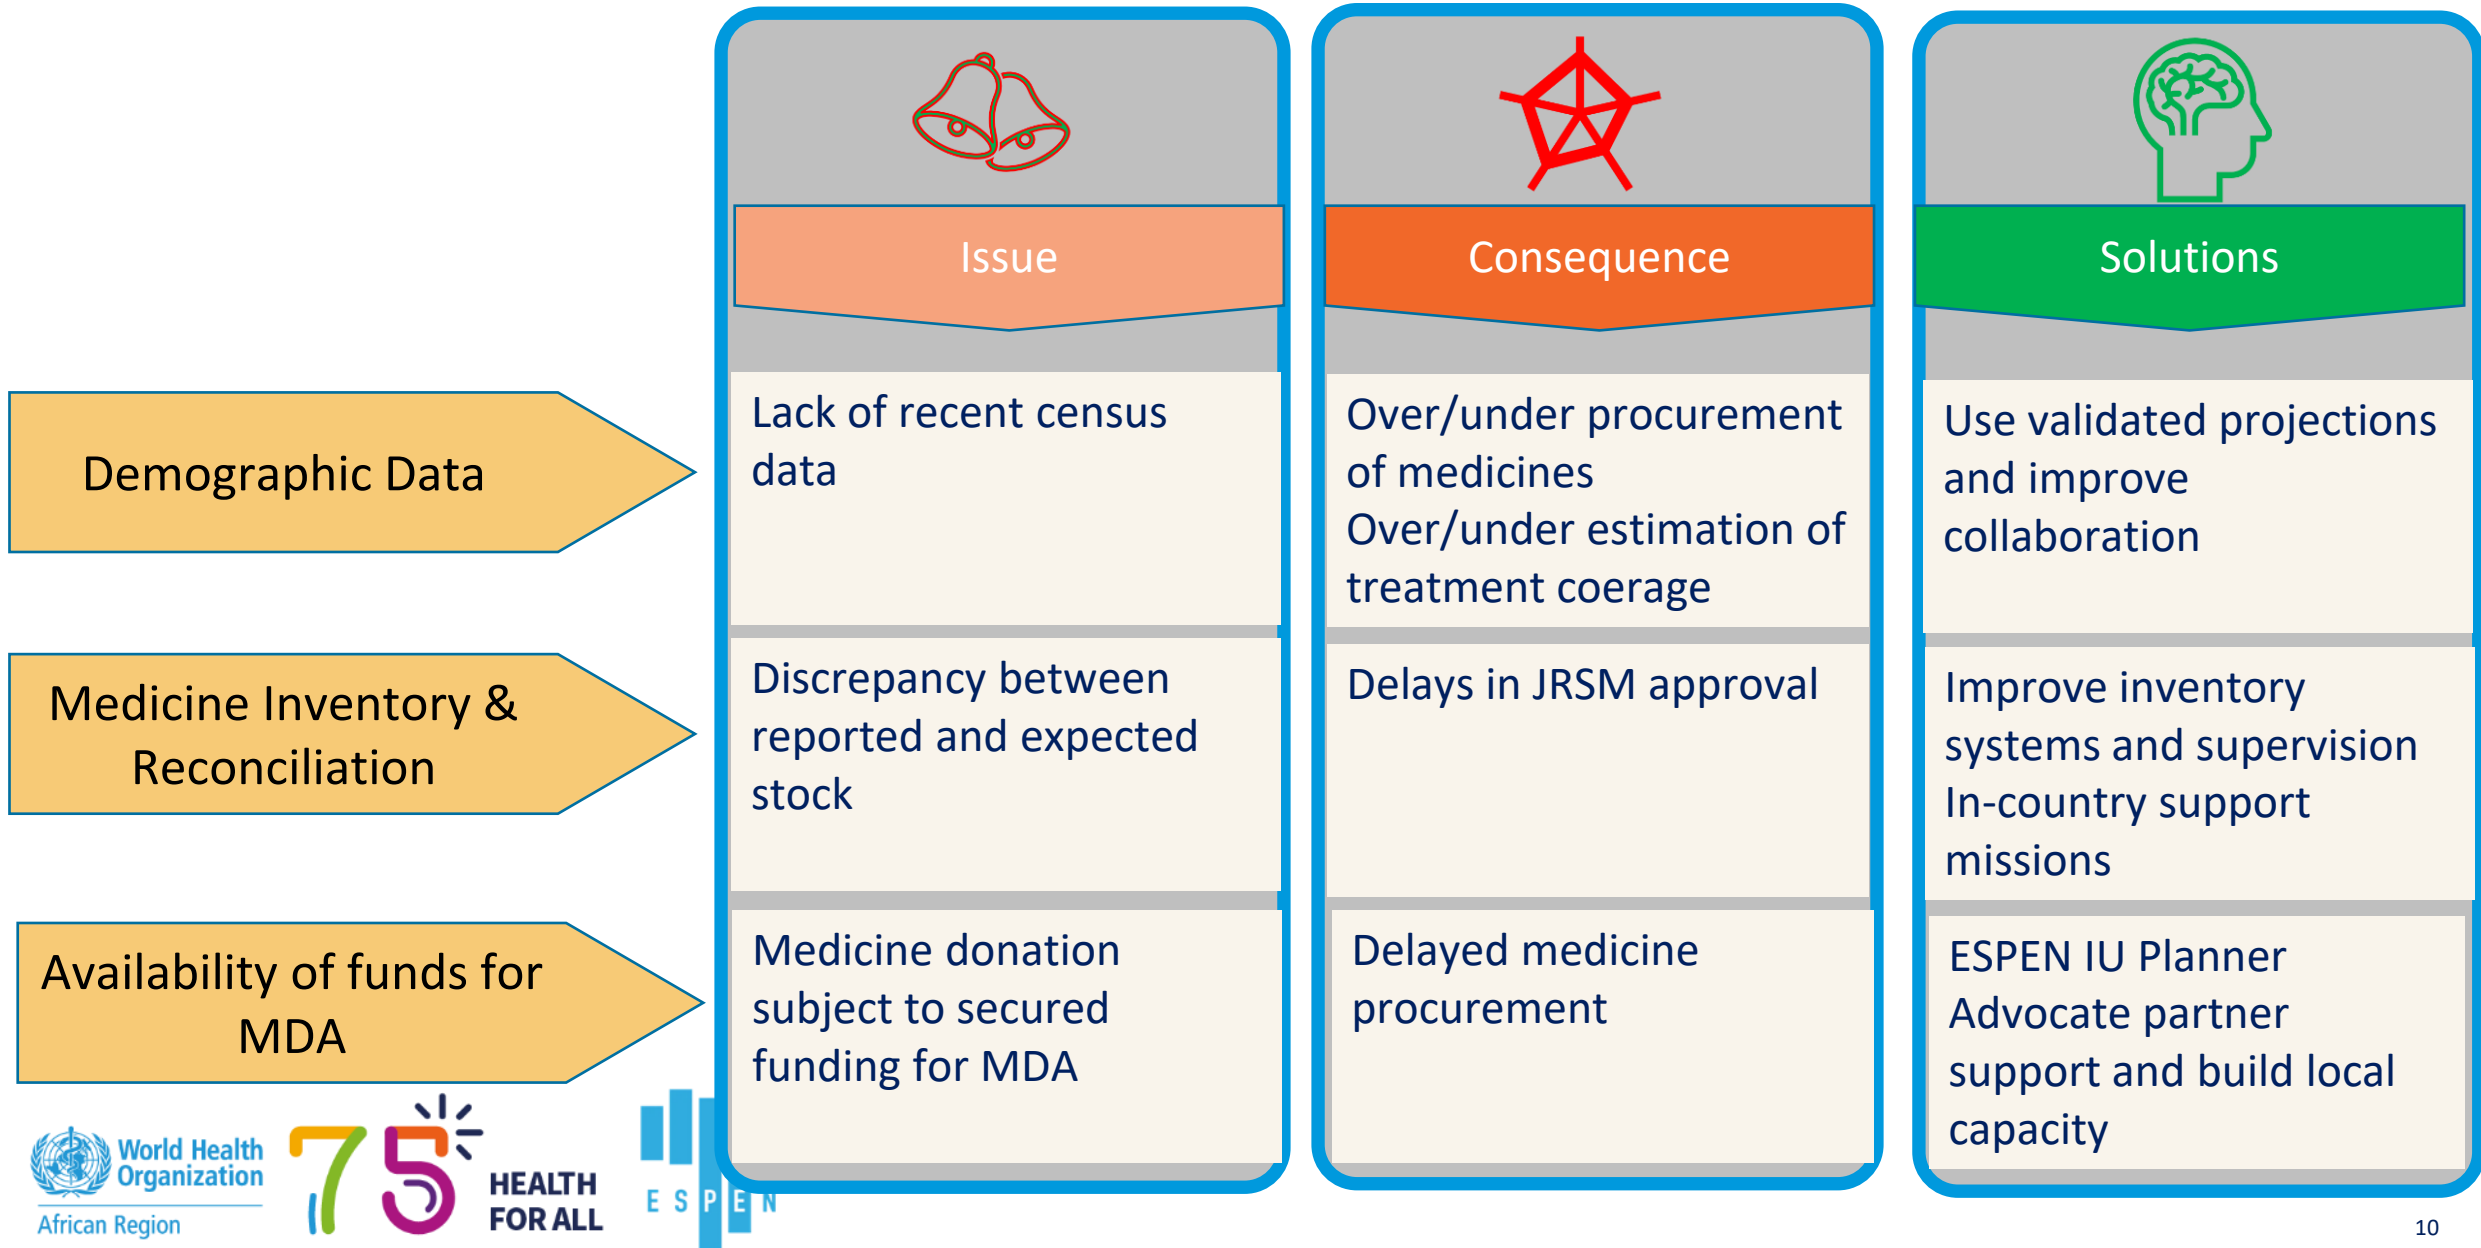 Issue
Consequence
Solutions
Demographic Data
Lack of recent census
data
Over/under procurement
of medicines
Over/under estimation of
treatment coerage
Use validated projections
and improve
collaboration
Medicine Inventory &
Reconciliation
Discrepancy between
reported and expected
stock
Delays in JRSM approval
Improve inventory
systems and supervision
In-country support
missions
Availability of funds for
MDA
Medicine donation
subject to secured
funding for MDA
Delayed medicine
procurement
ESPEN IU Planner
Advocate partner
support and build local
capacity
World Health
Organization
African Region
75
HEALTH
FOR ALL
ESPEN
10